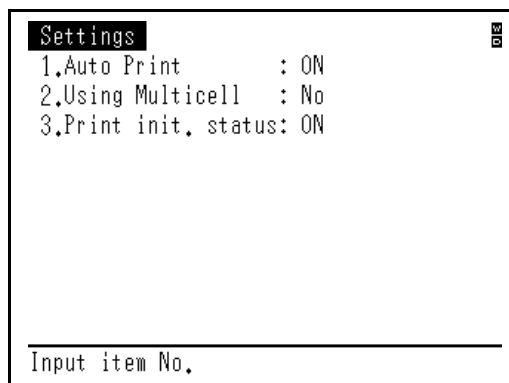 Settings
W
D
1.Auto Print : ON
2.Using Multicell : No
3.Print init. status: ON
Input item No.